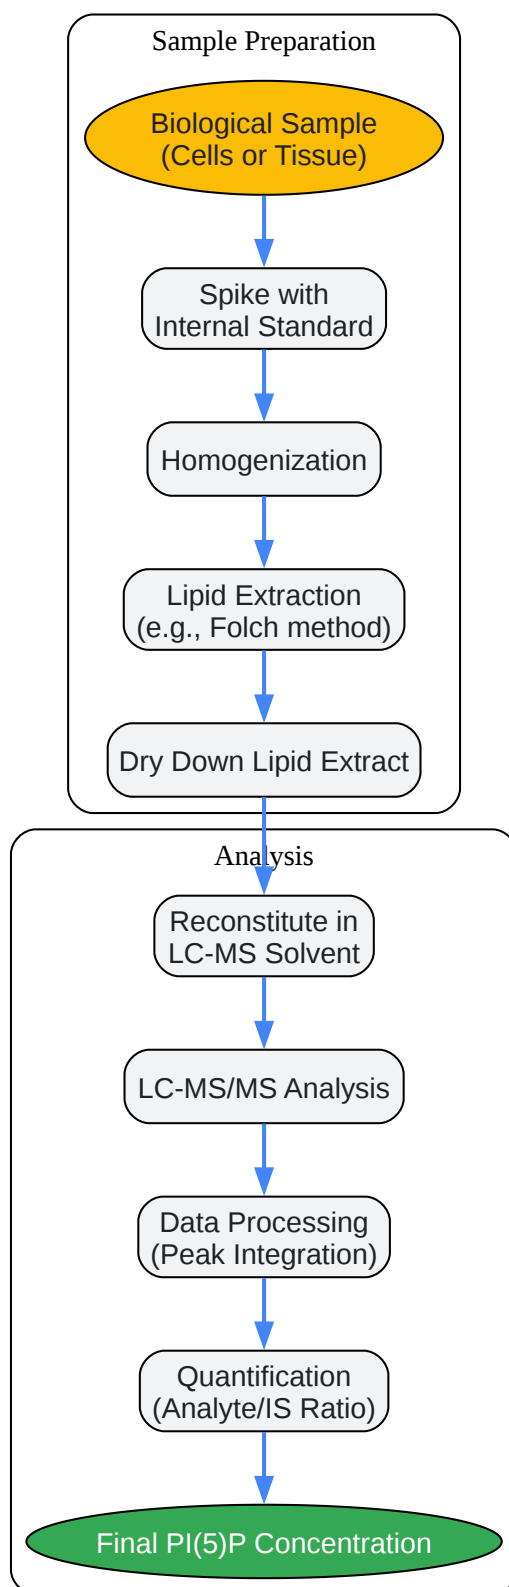 Sample Preparation
Biological Sample
(Cells or Tissue)
Spike with
Internal Standard
Homogenization
Lipid Extraction
(e.g., Folch method)
Dry Down Lipid Extract
Analysis
Reconstitute in
LC-MS Solvent
LC-MS/MS Analysis
Data Processing
(Peak Integration)
Quantification
(Analyte/IS Ratio)
Final PI(5)P Concentration